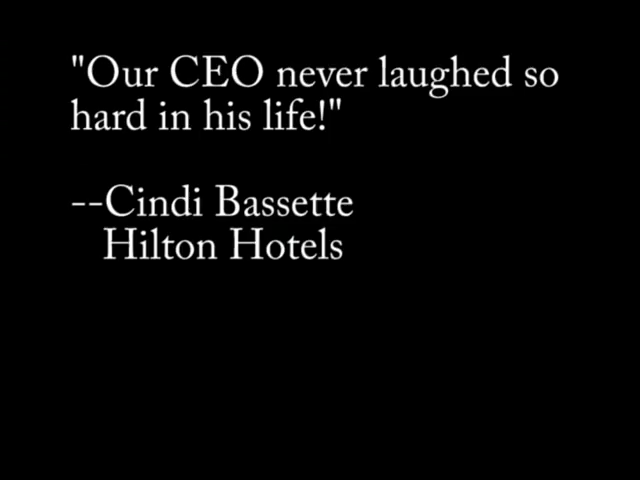 "Our CEO never laughed so
hard in his life!"
--Cindi Bassette
Hilton Hotels